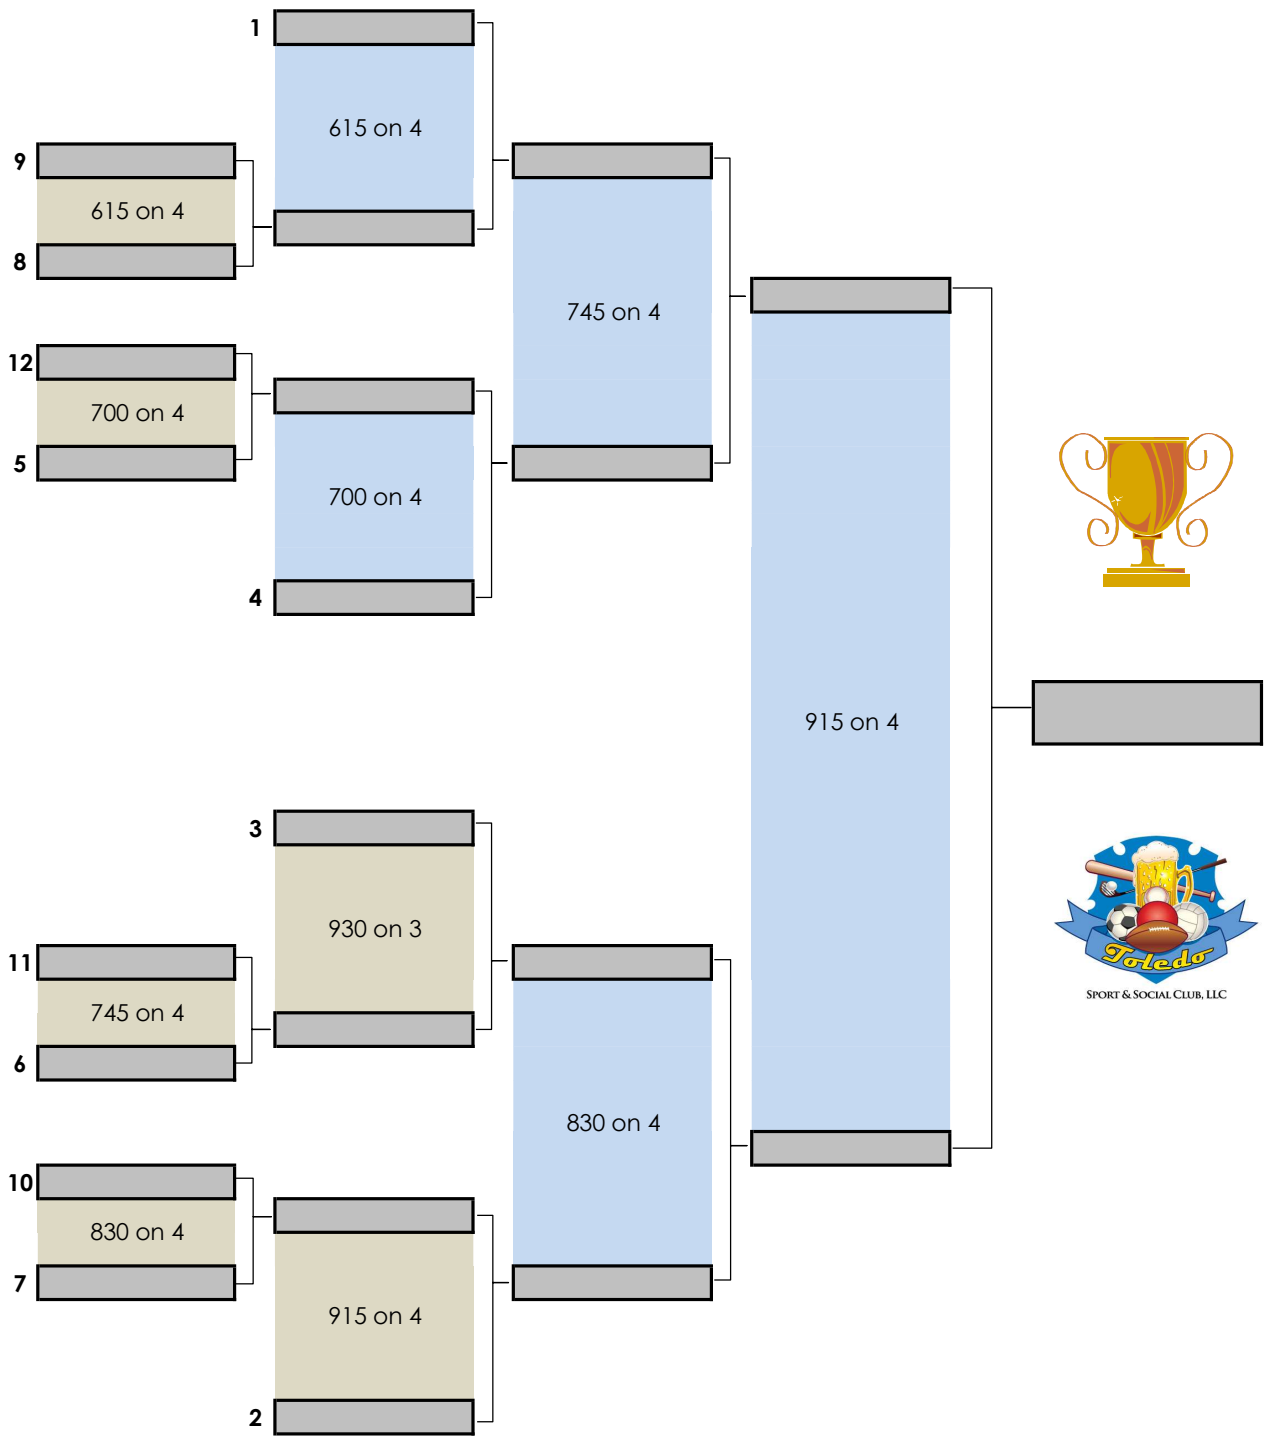 1
615 on 4
9
615 on 4
8
745 on 4
12
700 on 4
5
700 on 4
4
915 on 4
3
930 on 3
11
745 on 4
6
Toledo
SPORT & SOCIAL CLUB, LLC
830 on 4
10
830 on 4
7
915 on 4
2